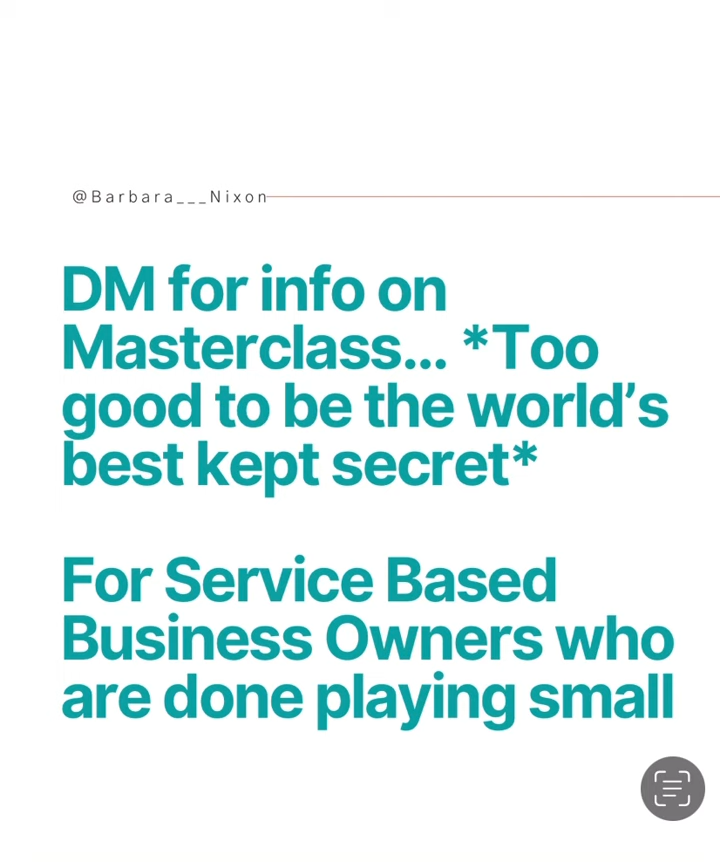 @Barbara___Nixon
DM for info on
Masterclass... *Too
good to be the world’s
best kept secret*
For Service Based
Business Owners who
are done playing small